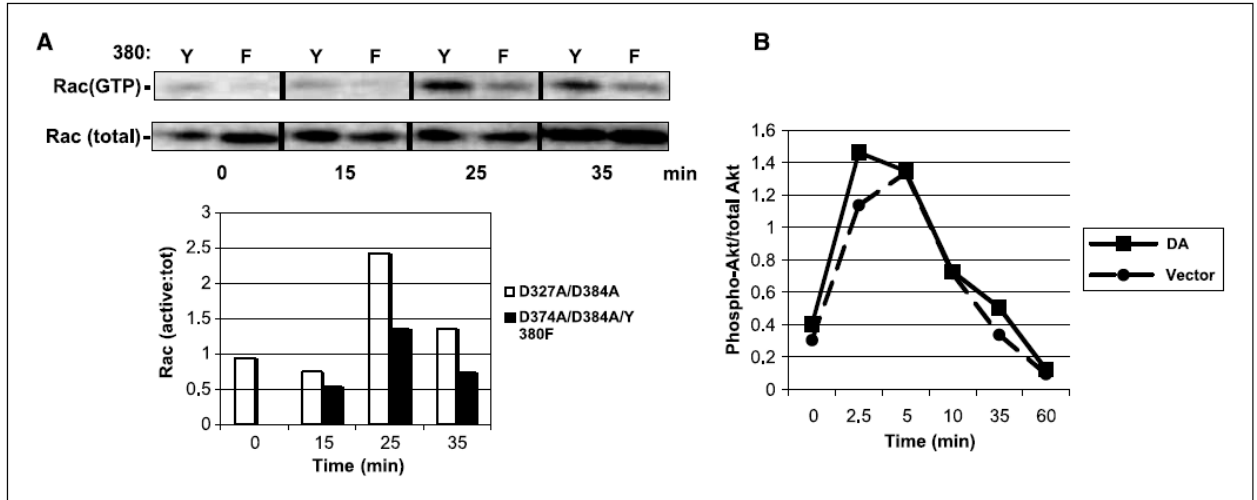 A
380: Y F Y F Y F Y F
Rac(GTP)-
Rac (total)-
0 15 25 35 min
Rac (active:tot)
3
2.5
2
1.5
1
0.5
0
0 15 25 35
Time (min)
D327A/D384A
D374A/D384A/Y
380F
B
Phospho-Akt/total Akt
1.6
1.4
1.2
1
0.8
0.6
0.4
0.2
0
0 2.5 5 10 35 60
Time (min)
DA
Vector